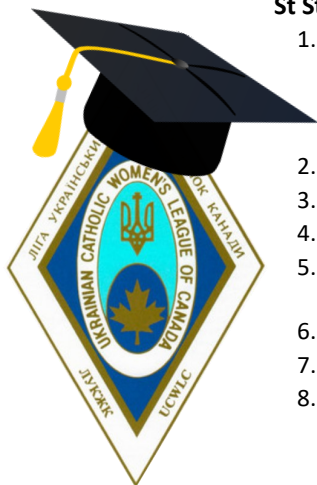 St St
1.
2.
3.
4.
5.
6.
7.
8.
ЛІГА УКРАЇНСЬКИ
ОК КАНАДИ
UKRAINIAN CATHOLIC WOMEN'S LEAGUE OF CANADA
ЛУКЖК
UCWLC